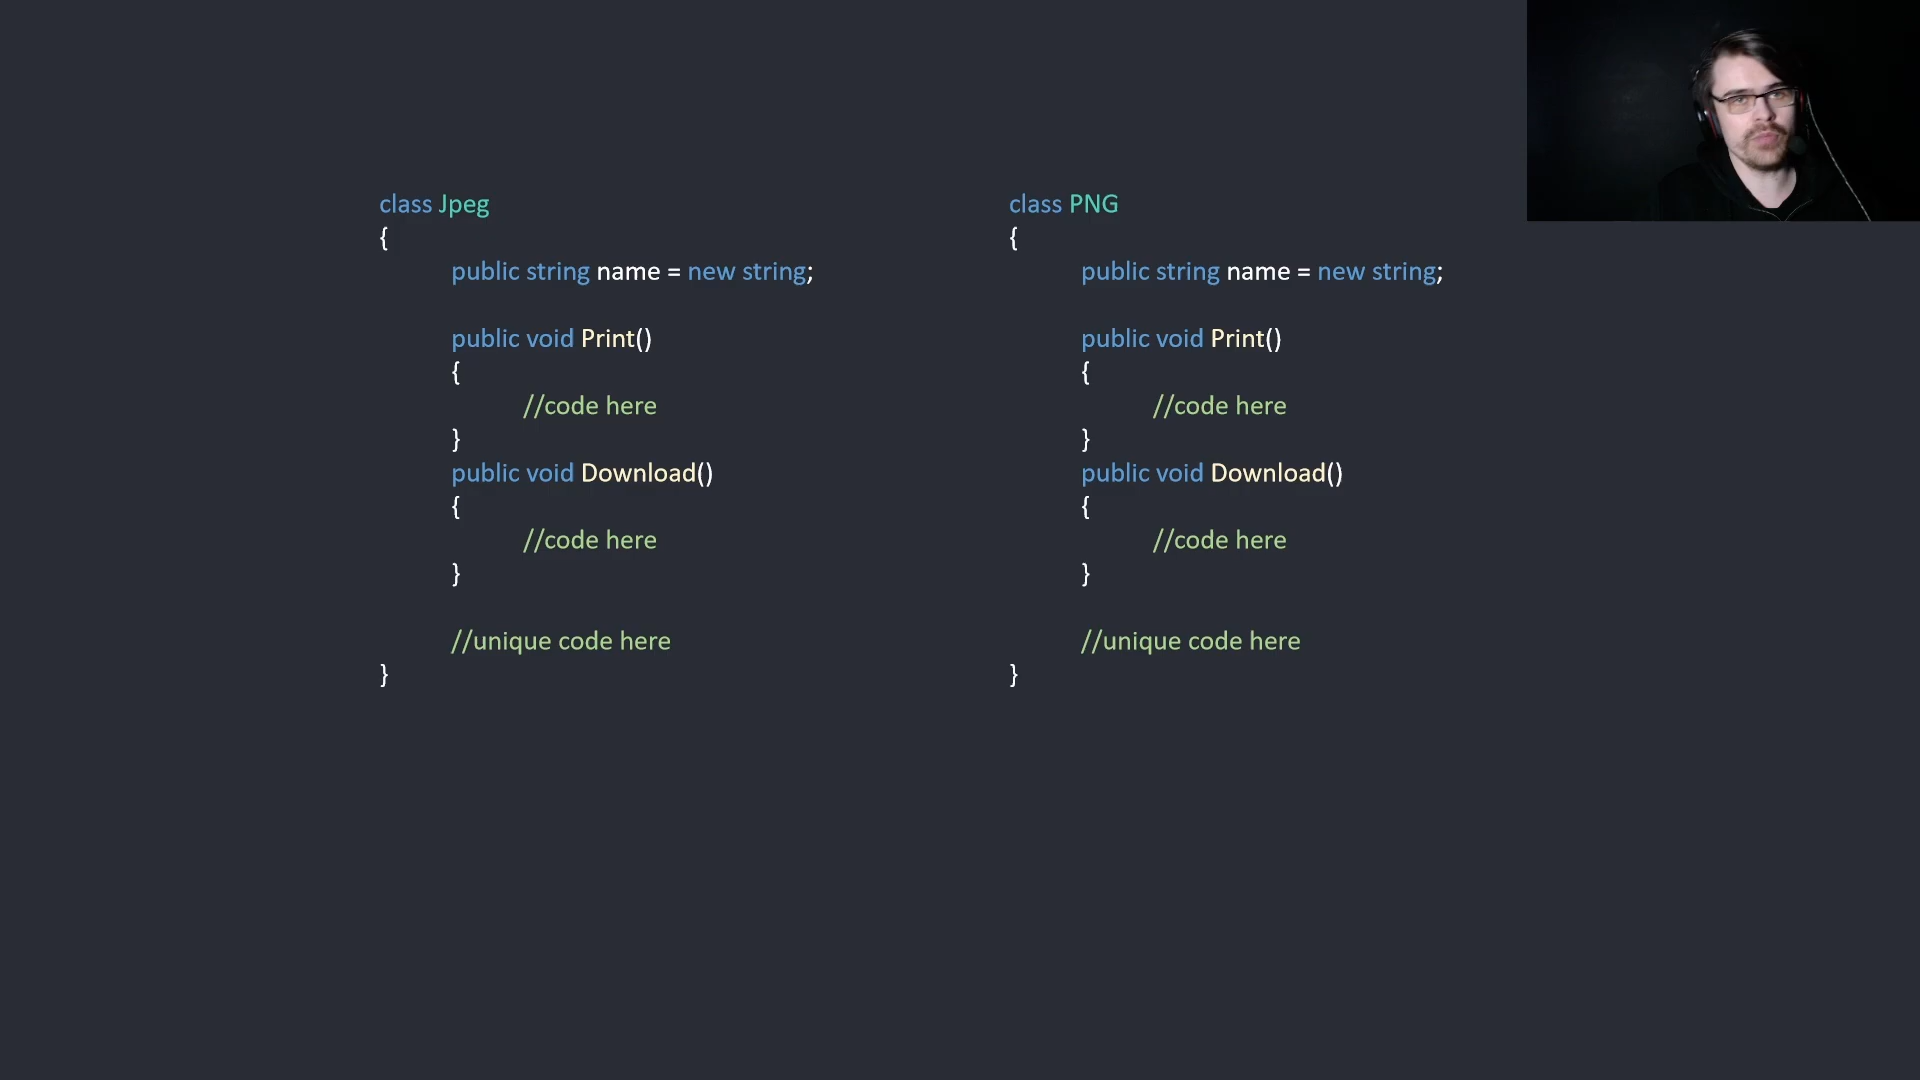 class Jpeg
{
public string name = new string;
public void Print()
{
//code here
}
public void Download()
{
//code here
}
//unique code here
}
class PNG
{
public string name = new string;
public void Print()
{
//code here
}
public void Download()
{
//code here
}
//unique code here
}